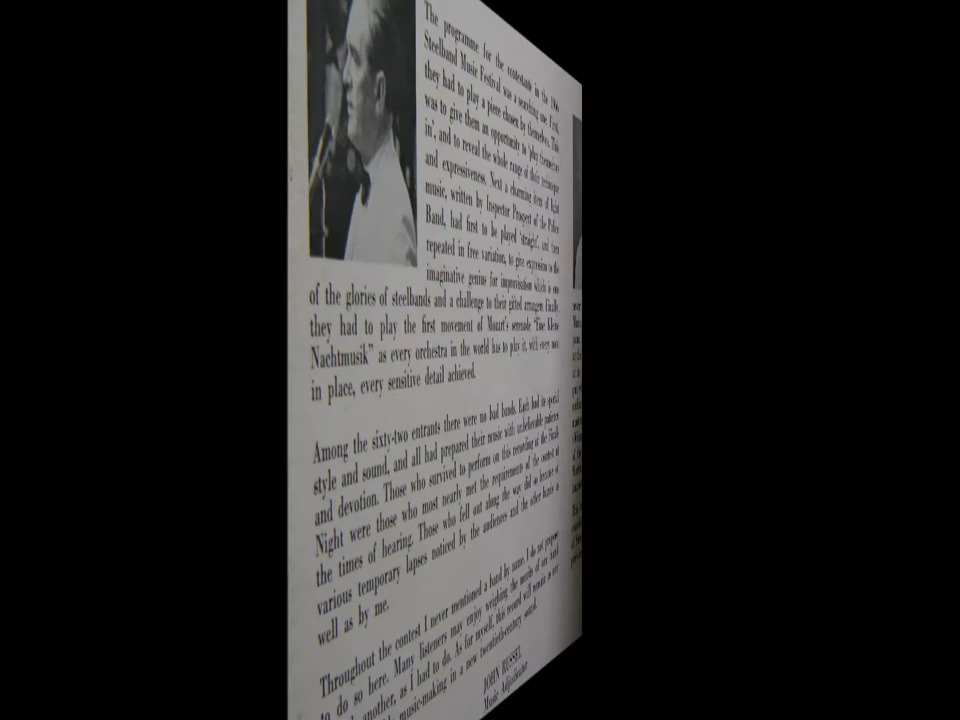 The programme for the contestants in the 1966
Steelband Music Festival was a searching one. First,
they had to play a piece chosen by themselves. This
was to give them an opportunity to 'play themselves
in', and to reveal the whole range of their technique
and expressiveness. Next a charming item of light
music, written by Inspector Prospect of the Police
Band, had first to be played 'straight', and then
repeated in free variation, to give expression to the
imaginative genius for improvisation which is one
of the glories of steelbands and a challenge to their gifted arrangers. Finally,
they had to play the first movement of Mozart's serenade "Eine Kleine
Nachtmusik" as every orchestra in the world has to play it, with every note
in place, every sensitive detail achieved.
Among the sixty-two entrants there were no bad bands. Each had its special
style and sound, and all had prepared their music with unbelievable patience
and devotion. Those who survived to perform on this recording of the Finals
Night were those who most nearly met the requirements of the contest at
the times of hearing. Those who fell out along the way did so because of
various temporary lapses noticed by the audiences and the other bands as
well as by me.
Throughout the contest I never mentioned a band by name. I do not propose
to do so here. Many listeners may enjoy weighing the merits of one band
another, as I had to do. As for myself, this record will remain as one
music-making in a new twentieth-century sound.
JOHN RUSSEL
Music Adjudicator